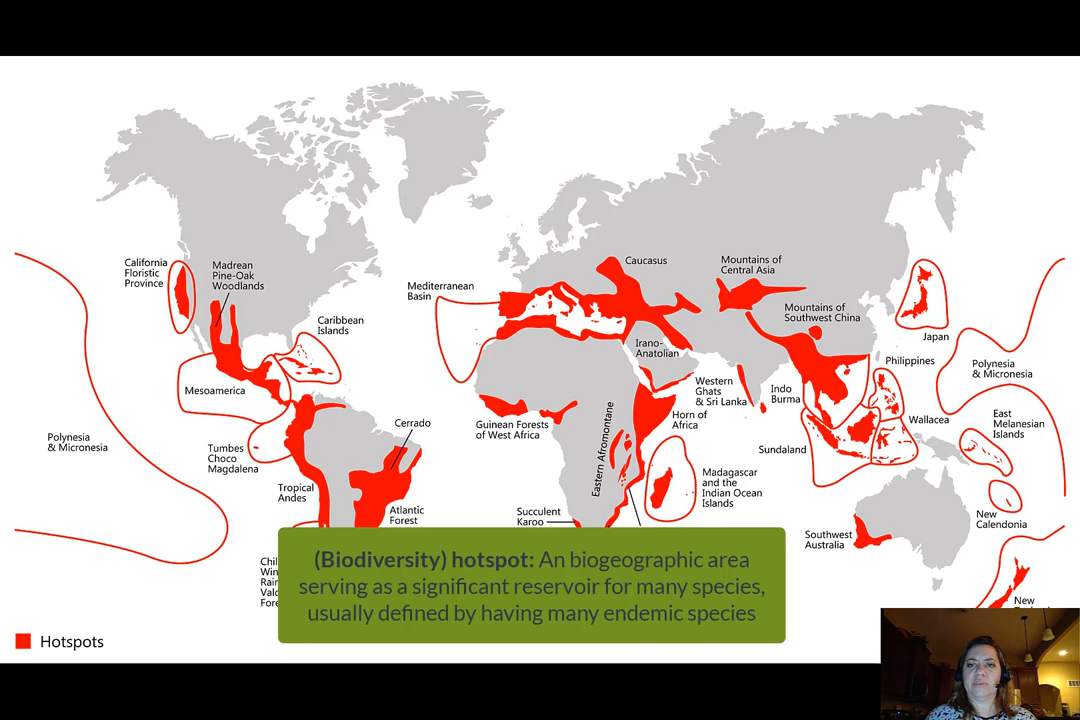 California
Floristic
Province
Madrean
Pine-Oak
Woodlands
Caribbean
Islands
Mesoamerica
Polynesia
& Micronesia
Tumbes
Choco
Magdalena
Tropical
Andes
Cerrado
Atlantic
Forest
Mediterranean
Basin
Caucasus
Mountains of
Central Asia
Mountains of
Southwest China
Irano-
Anatolian
Japan
Philippines
Polynesia
& Micronesia
Western
Ghats
& Sri Lanka
Indo
Burma
Guinean Forests
of West Africa
Horn of
Africa
Eastern Afromontane
Wallacea
East
Melanesian
Islands
Sundaland
Madagascar
and the
Indian Ocean
Islands
Succulent
Karoo
New
Calendonia
Southwest
Australia
New
(Biodiversity) hotspot: An biogeographic area
serving as a significant reservoir for many species,
usually defined by having many endemic species
Hotspots